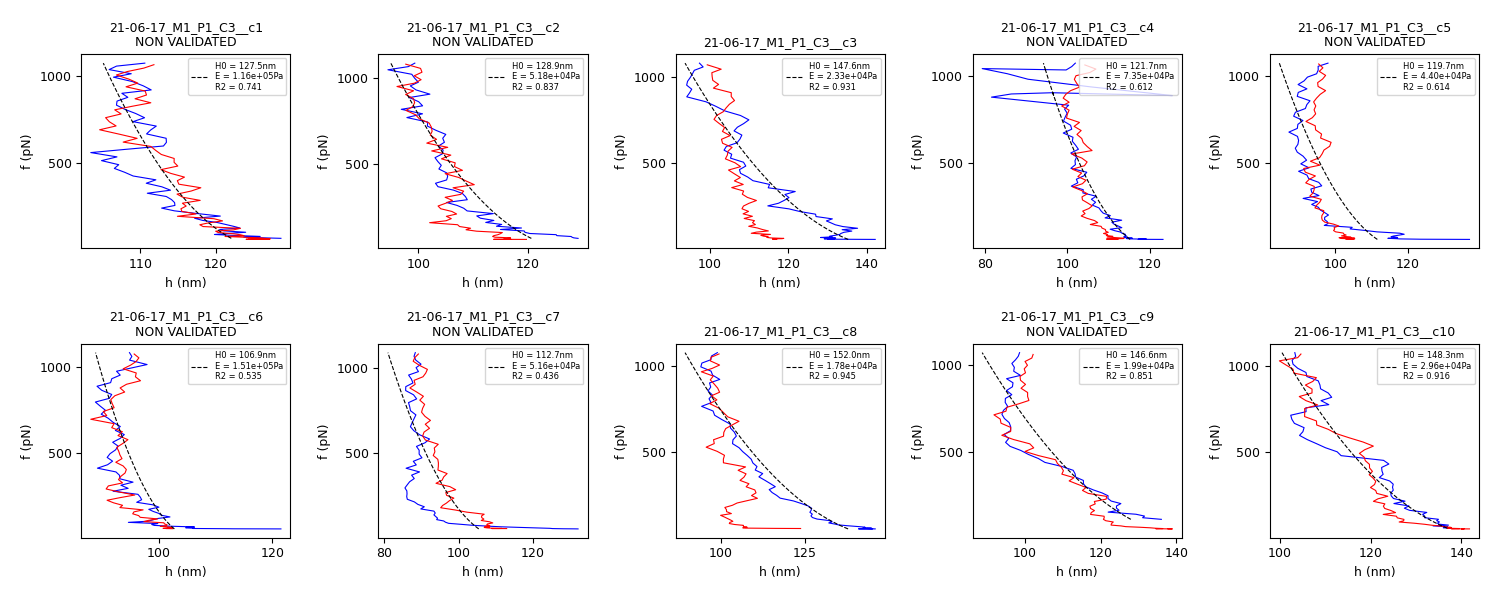 21-06-17_M1_P1_C3__c1
NON VALIDATED
H0 = 127.5nm
E = 1.16e+05Pa
R2 = 0.741
1000
500
f (pN)
110
120
h (nm)
21-06-17_M1_P1_C3__c2
NON VALIDATED
H0 = 128.9nm
E = 5.18e+04Pa
R2 = 0.837
1000
500
f (pN)
100
120
h (nm)
21-06-17_M1_P1_C3__c3
H0 = 147.6nm
E = 2.33e+04Pa
R2 = 0.931
1000
500
f (pN)
100
120
140
h (nm)
21-06-17_M1_P1_C3__c4
NON VALIDATED
H0 = 121.7nm
E = 7.35e+04Pa
R2 = 0.612
1000
500
f (pN)
80
100
120
h (nm)
21-06-17_M1_P1_C3__c5
NON VALIDATED
H0 = 119.7nm
E = 4.40e+04Pa
R2 = 0.614
1000
500
f (pN)
100
120
h (nm)
21-06-17_M1_P1_C3__c6
NON VALIDATED
H0 = 106.9nm
E = 1.51e+05Pa
R2 = 0.535
1000
500
f (pN)
100
120
h (nm)
21-06-17_M1_P1_C3__c7
NON VALIDATED
H0 = 112.7nm
E = 5.16e+04Pa
R2 = 0.436
1000
500
f (pN)
80
100
120
h (nm)
21-06-17_M1_P1_C3__c8
H0 = 152.0nm
E = 1.78e+04Pa
R2 = 0.945
1000
500
f (pN)
100
125
h (nm)
21-06-17_M1_P1_C3__c9
NON VALIDATED
H0 = 146.6nm
E = 1.99e+04Pa
R2 = 0.851
1000
500
f (pN)
100
120
140
h (nm)
21-06-17_M1_P1_C3__c10
H0 = 148.3nm
E = 2.96e+04Pa
R2 = 0.916
1000
500
f (pN)
100
120
140
h (nm)